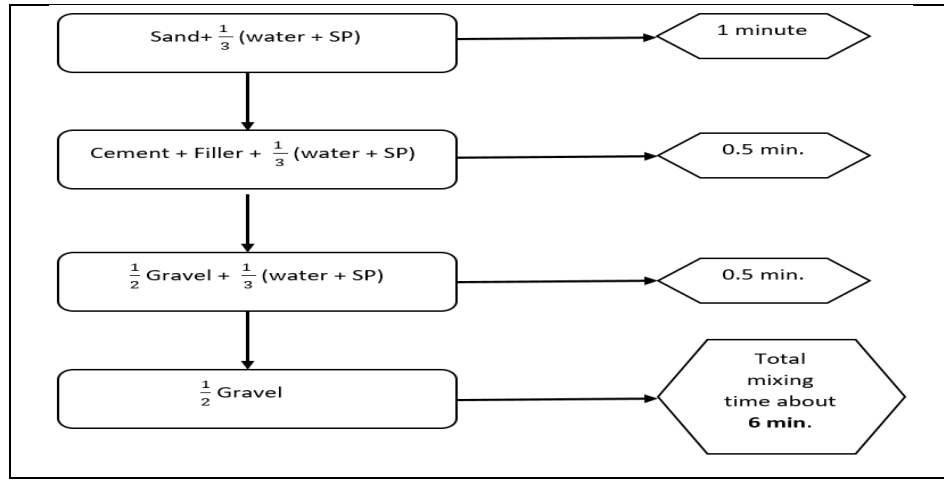 Sand+ 1/3 (water + SP)
1 minute
Cement + Filler + 1/3 (water + SP)
0.5 min.
1/2 Gravel + 1/3 (water + SP)
0.5 min.
1/2 Gravel
Total
mixing
time about
6 min.